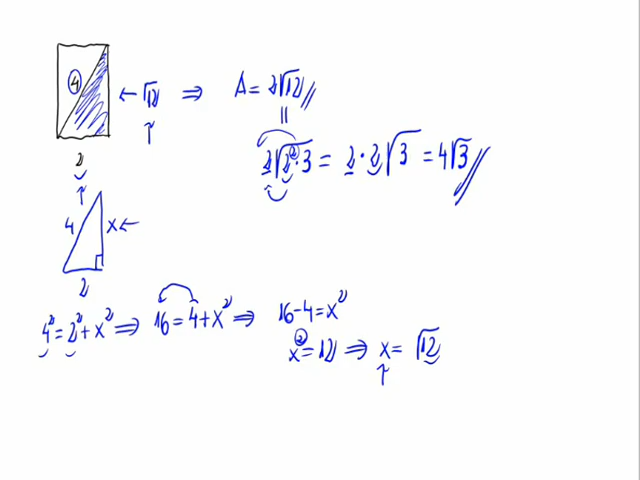 4 ← √12 ⇒ A = 2√12 //
=
2√2²·3 = 2·2√3 = 4√3 //
2
4 x ←
2
4² = 2² + x² ⇒ 16 = 4 + x² ⇒ 16 - 4 = x²
x² = 12 ⇒ x = √12